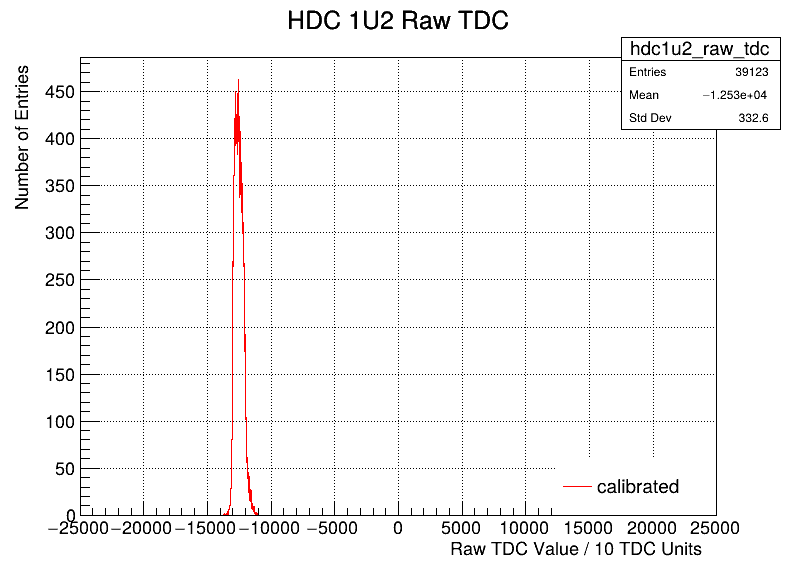 HDC 1U2 Raw TDC
hdc1u2_raw_tdc
Entries 39123
Mean −1.253e+04
Std Dev 332.6
Number of Entries
450
400
350
300
250
200
150
100
50
0
−25000 −20000 −15000 −10000 −5000 0 5000 10000 15000 20000 25000
calibrated
Raw TDC Value / 10 TDC Units